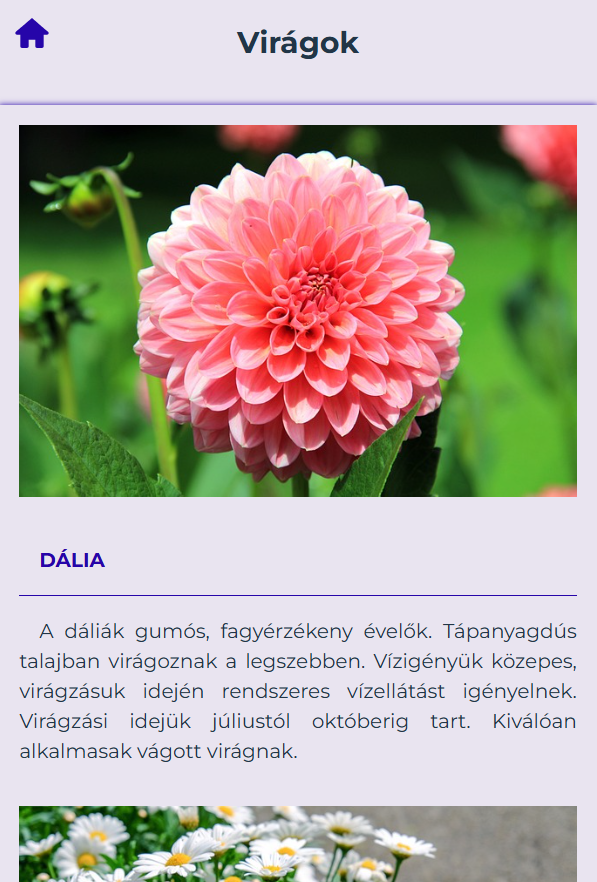 Virágok
DÁLIA
A dáliák gumós, fagyérzékeny évelők. Tápanyagdús
talajban virágoznak a legszebben. Vízigényük közepes,
virágzásuk idején rendszeres vízellátást igényelnek.
Virágzási idejük júliustól októberig tart. Kiválóan
alkalmasak vágott virágnak.